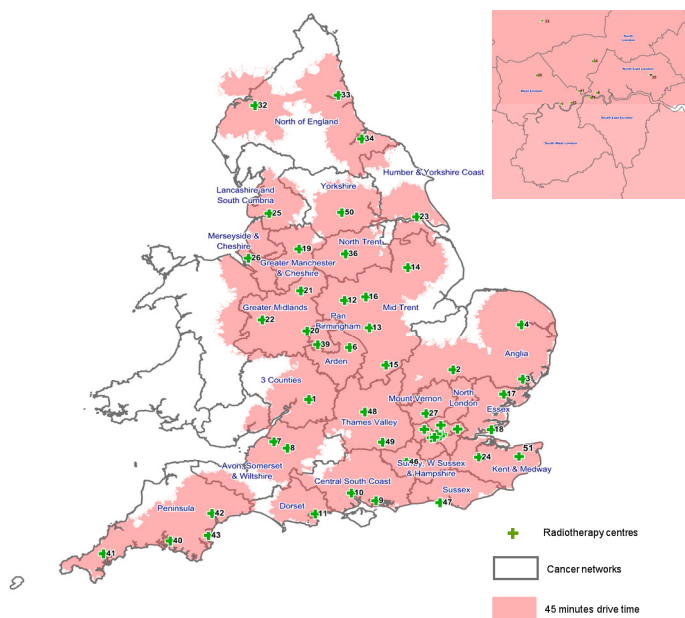 33
32
North of England
34
Humber & Yorkshire Coast
Lancashire and
South Cumbria
Yorkshire
25
50
23
Merseyside &
Cheshire
North Trent
19
26
36
Greater Manchester
& Cheshire
14
21
12
16
Greater Midlands
Pan
Birmingham
Mid Trent
22
20
13
4
39
6
Arden
Anglia
15
2
3
3 Counties
1
Mount Vernon
North
London
17
Essex
48
27
Thames Valley
18
7
8
49
51
Avon, Somerset
& Wiltshire
46
Surrey, W Sussex
& Hampshire
24
Kent & Medway
Central South Coast
10
9
Sussex
47
Peninsula
Dorset
11
42
43
40
41
North
London
North East London
West London
South East London
South West London
Radiotherapy centres
Cancer networks
45 minutes drive time